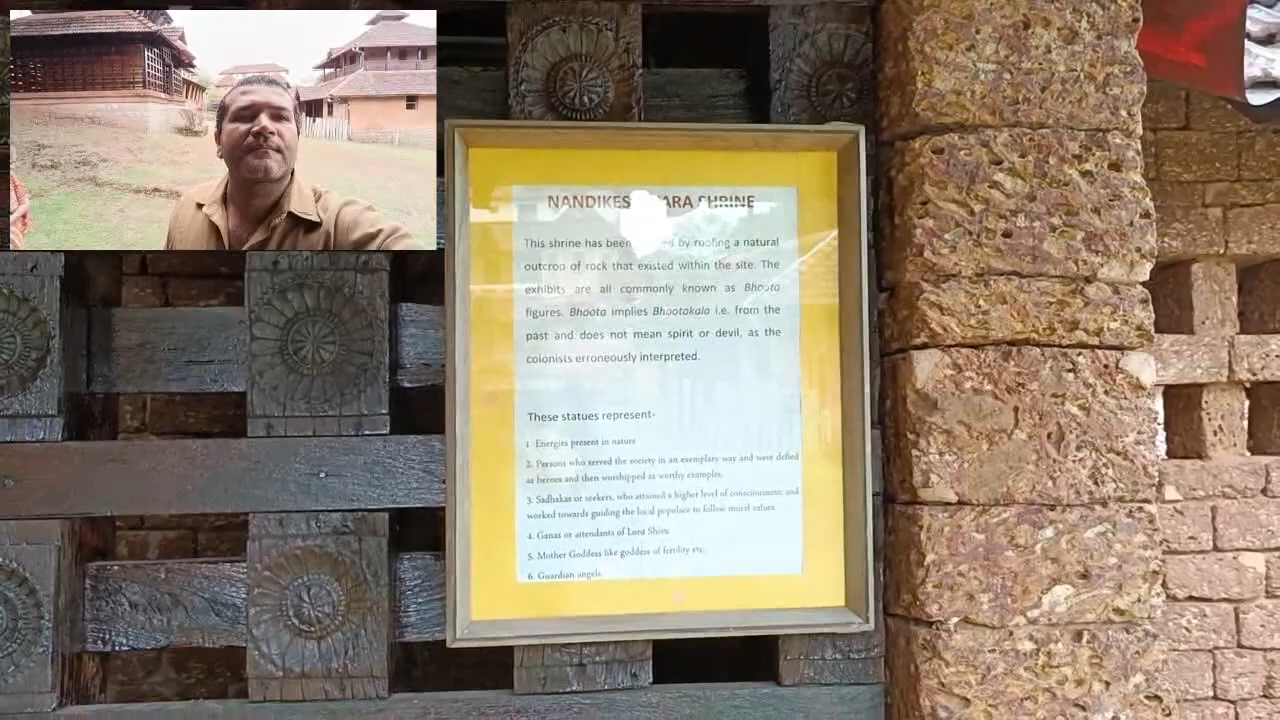 NANDIKES ARA SHRINE
This shrine has been by roofing a natural
outcrop of rock that existed within the site. The
exhibits are all commonly known as Bhoota
figures. Bhoota implies Bhootakala i.e. from the
past and does not mean spirit or devil, as the
colonists erroneously interpreted.
These statues represent-
1. Energies present in nature
2. Persons who served the society in an exemplary way and were defied
as heroes and then worshipped as worthy examples.
3. Sadhakas or seekers, who attained a higher level of consciousness, and
worked towards guiding the local populace to follow moral values
4. Ganas or attendants of Lord Shiva
5. Mother Goddess like goddess of fertility etc.
6. Guardian angels.